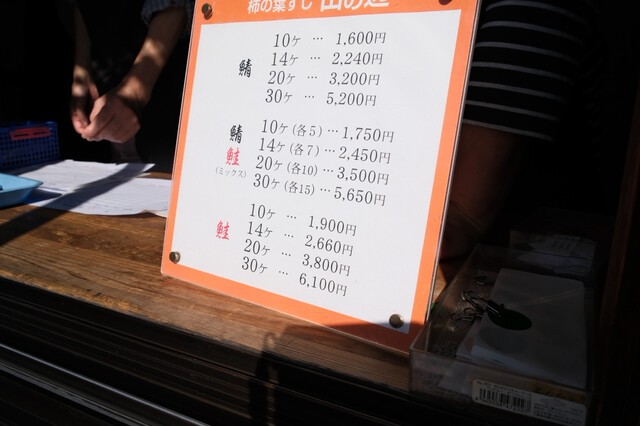 柿の葉すし 山の辺
鯖
10ケ … 1,600円
14ケ … 2,240円
20ケ … 3,200円
30ケ … 5,200円
鯖
鮭
(ミックス)
10ケ(各5)…1,750円
14ケ(各7)…2,450円
20ケ(各10)…3,500円
30ケ(各15)…5,650円
鮭
10ケ … 1,900円
14ケ … 2,660円
20ケ … 3,800円
30ケ … 6,100円